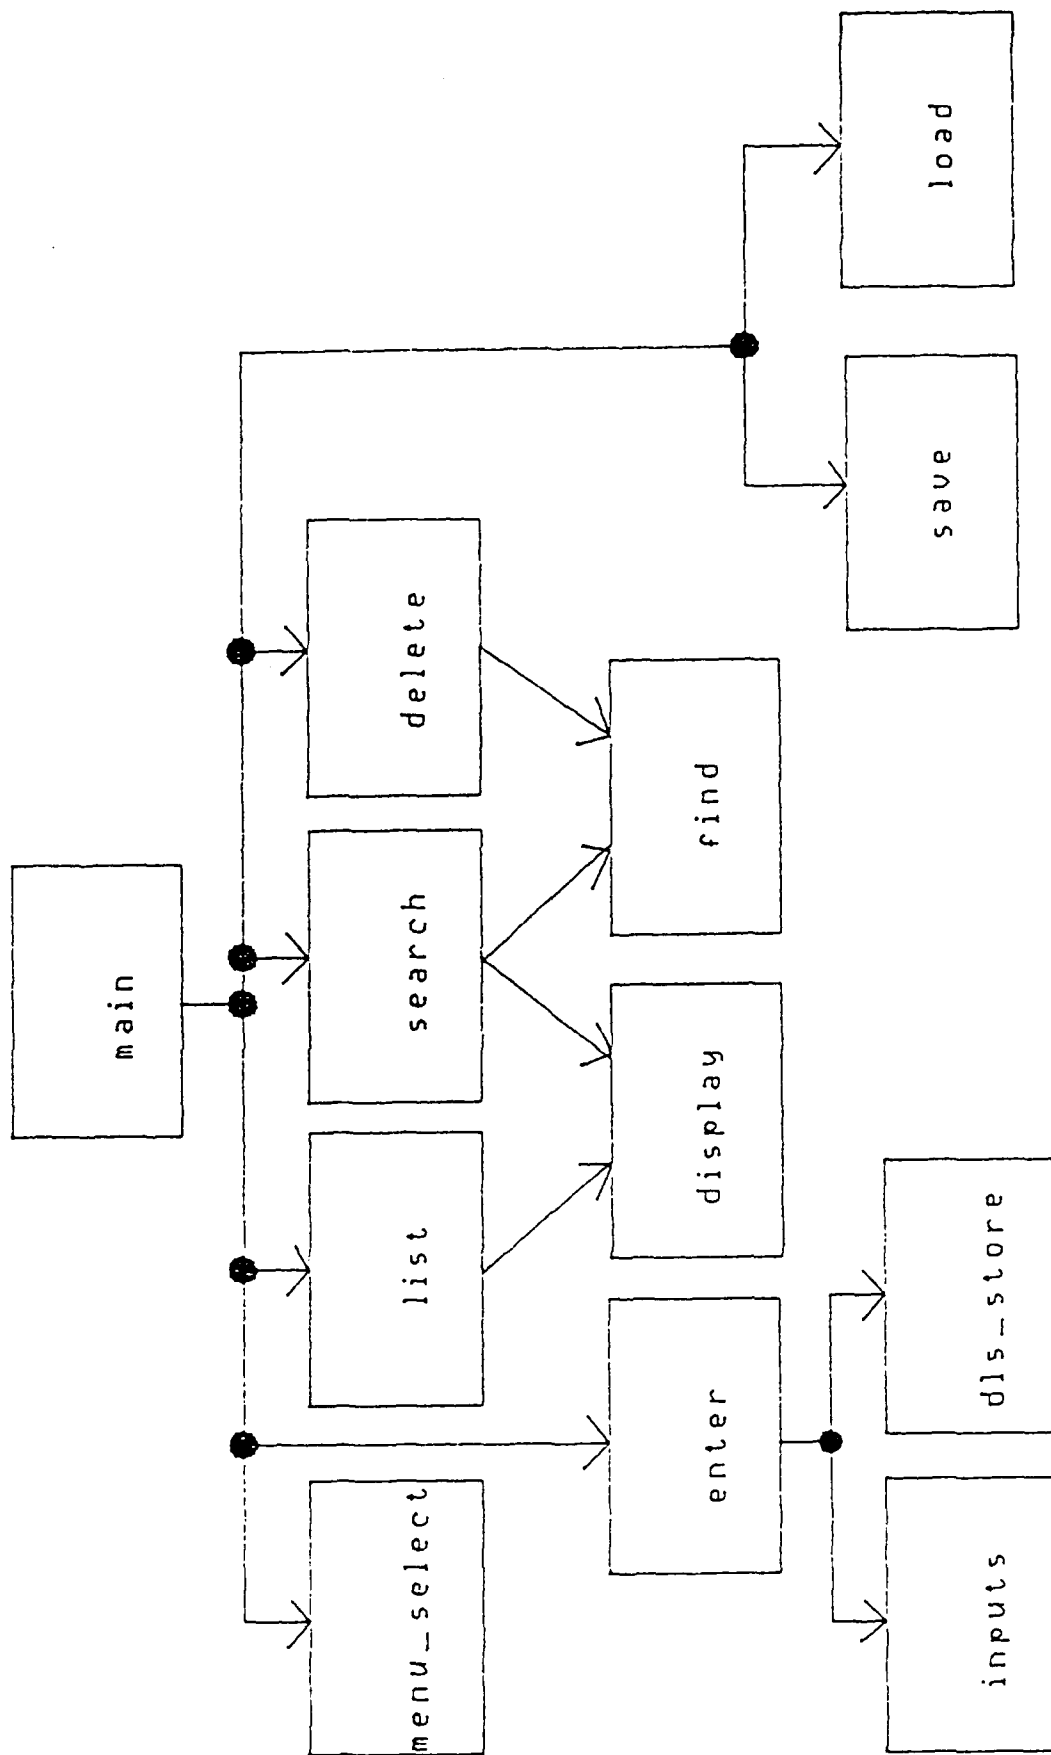 main
menu_select
list
search
delete
enter
display
find
save
load
inputs
dls_store